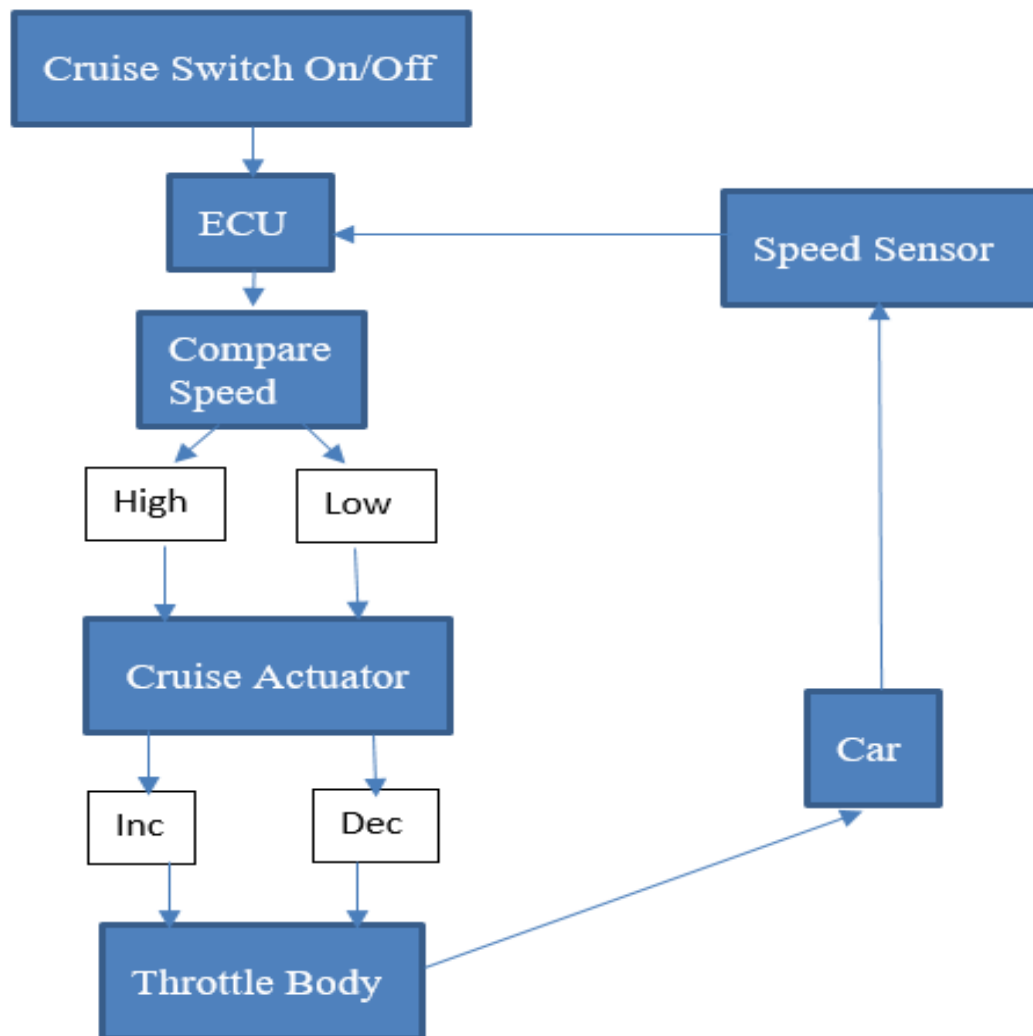 Cruise Switch On/Off
ECU
Speed Sensor
Compare
Speed
High
Low
Cruise Actuator
Car
Inc
Dec
Throttle Body